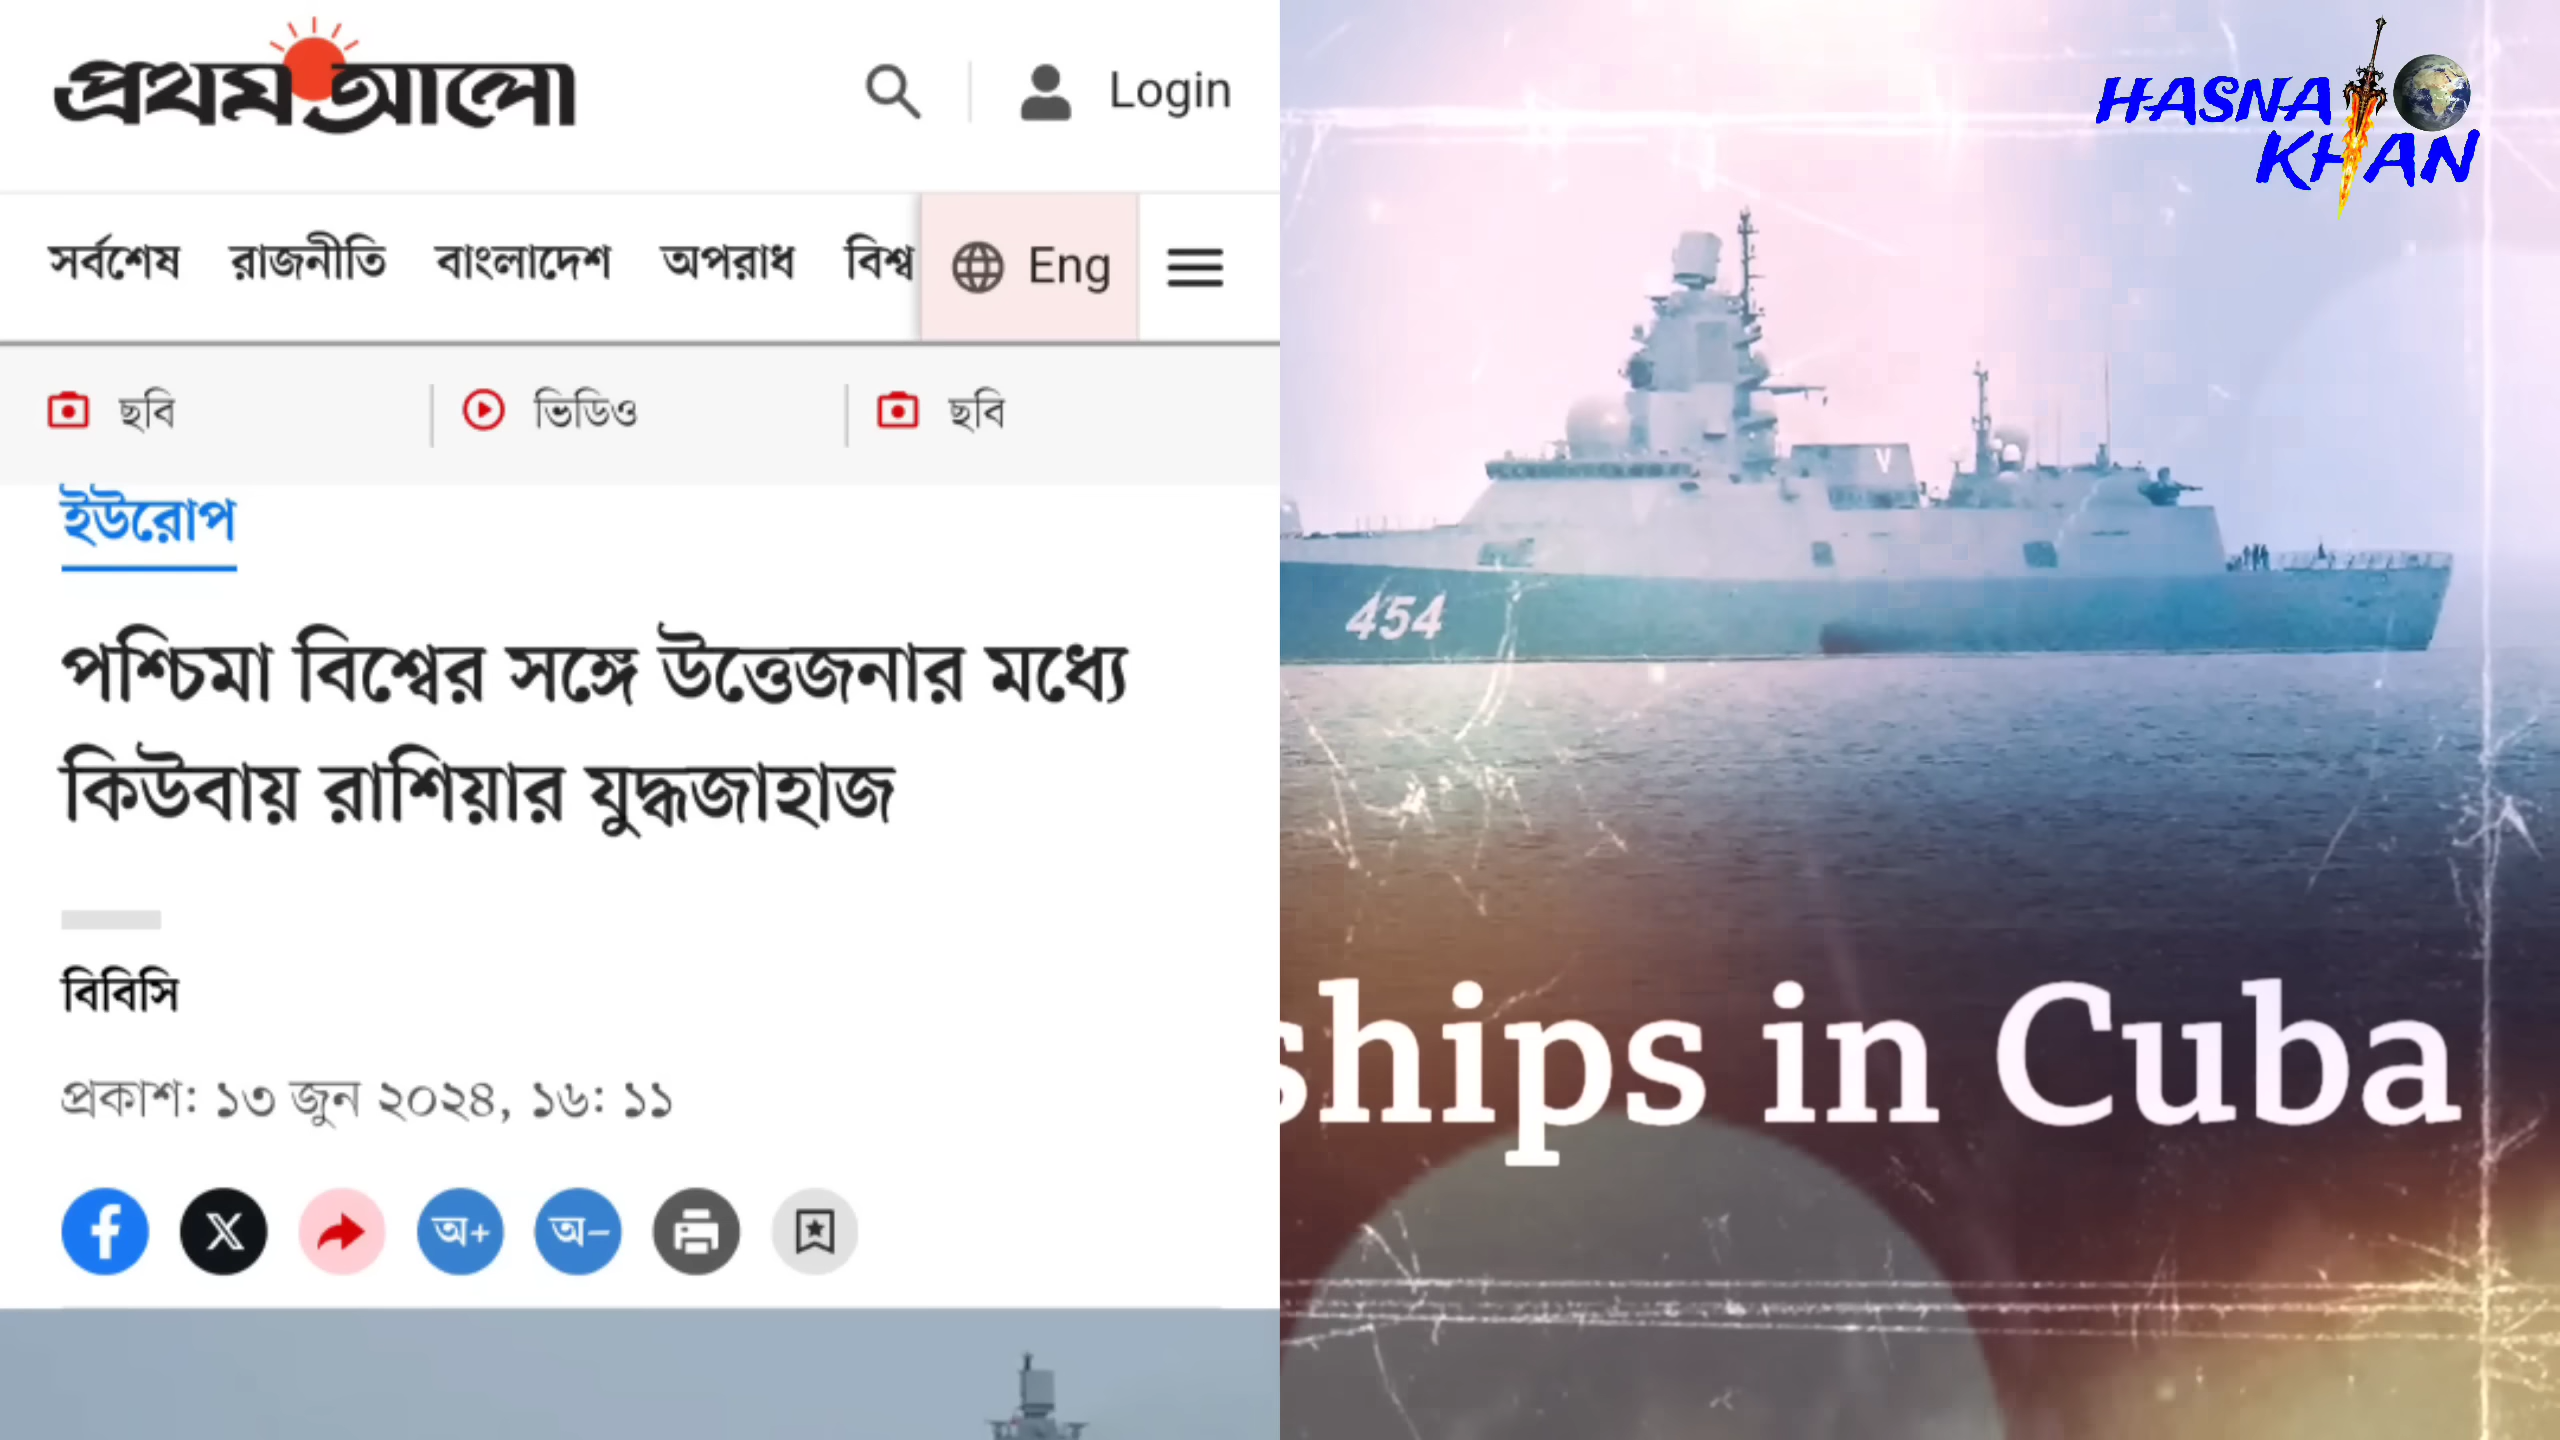 প্রথম আলো
Login
সর্বশেষ রাজনীতি বাংলাদেশ অপরাধ বিশ্ব Eng
ছবি ভিডিও ছবি
ইউরোপ
পশ্চিমা বিশ্বের সঙ্গে উত্তেজনার মধ্যে
কিউবায় রাশিয়ার যুদ্ধজাহাজ
বিবিসি
প্রকাশ: ১৩ জুন ২০২৪, ১৬: ১১
অ+ অ−
HASNA
KHAN
V
454
ships in Cuba